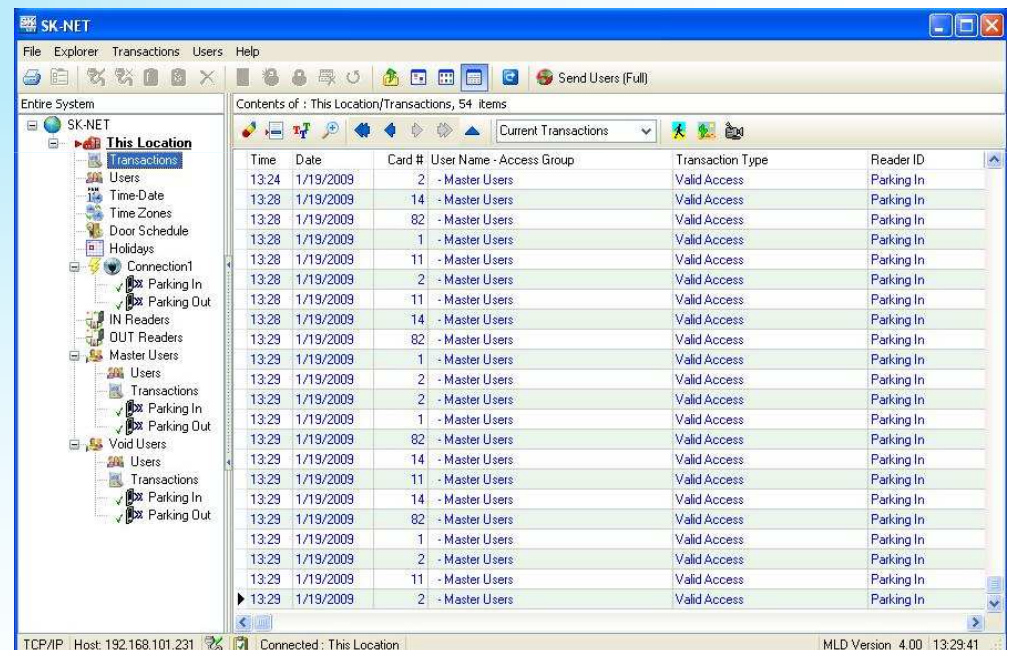 SK-NET
File Explorer Transactions Users Help
Send Users (Full)
Entire System
Contents of : This Location/Transactions, 54 items
SK-NET
This Location
Transactions
Users
Time-Date
Time Zones
Door Schedule
Holidays
Connection1
Parking In
Parking Out
IN Readers
OUT Readers
Master Users
Users
Transactions
Parking In
Parking Out
Void Users
Users
Transactions
Parking In
Parking Out
Current Transactions
Time Date Card # User Name - Access Group Transaction Type Reader ID
13:24 1/19/2009 2 - Master Users Valid Access Parking In
13:28 1/19/2009 14 - Master Users Valid Access Parking In
13:28 1/19/2009 82 - Master Users Valid Access Parking In
13:28 1/19/2009 1 - Master Users Valid Access Parking In
13:28 1/19/2009 11 - Master Users Valid Access Parking In
13:28 1/19/2009 2 - Master Users Valid Access Parking In
13:28 1/19/2009 11 - Master Users Valid Access Parking In
13:28 1/19/2009 14 - Master Users Valid Access Parking In
13:29 1/19/2009 82 - Master Users Valid Access Parking In
13:29 1/19/2009 1 - Master Users Valid Access Parking In
13:29 1/19/2009 2 - Master Users Valid Access Parking In
13:29 1/19/2009 2 - Master Users Valid Access Parking In
13:29 1/19/2009 1 - Master Users Valid Access Parking In
13:29 1/19/2009 82 - Master Users Valid Access Parking In
13:29 1/19/2009 14 - Master Users Valid Access Parking In
13:29 1/19/2009 11 - Master Users Valid Access Parking In
13:29 1/19/2009 14 - Master Users Valid Access Parking In
13:29 1/19/2009 82 - Master Users Valid Access Parking In
13:29 1/19/2009 1 - Master Users Valid Access Parking In
13:29 1/19/2009 2 - Master Users Valid Access Parking In
13:29 1/19/2009 11 - Master Users Valid Access Parking In
13:29 1/19/2009 2 - Master Users Valid Access Parking In
TCP/IP Host: 192.168.101.231 Connected : This Location MLD Version 4.00 13:29:41